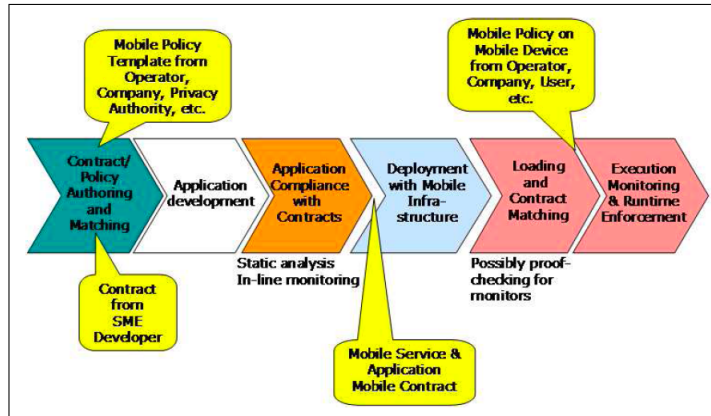 Mobile Policy
Template from
Operator,
Company, Privacy
Authority, etc.
Mobile Policy on
Mobile Device
from Operator,
Company, User,
etc.
Contract/
Policy
Authoring
and
Matching
Application
development
Application
Compliance
with
Contracts
Deployment
with Mobile
Infra-
structure
Loading
and
Contract
Matching
Execution
Monitoring
& Runtime
Enforcement
Static analysis
In-line monitoring
Possibly proof-
checking for
monitors
Contract
from
SME
Developer
Mobile Service &
Application
Mobile Contract